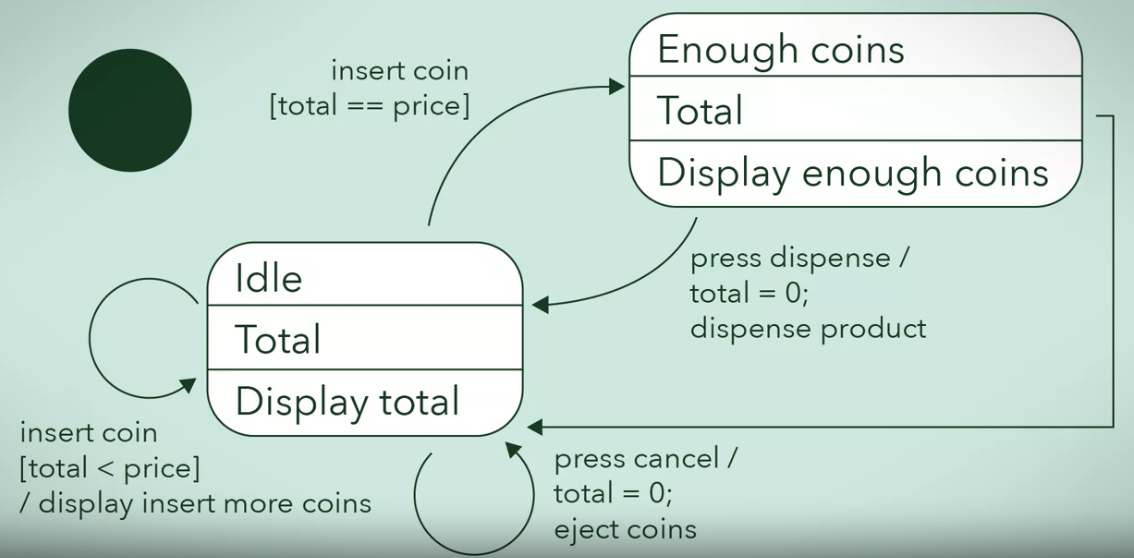 insert coin
[total == price]
Enough coins
Total
Display enough coins
Idle
Total
Display total
press dispense /
total = 0;
dispense product
insert coin
[total < price]
/ display insert more coins
press cancel /
total = 0;
eject coins